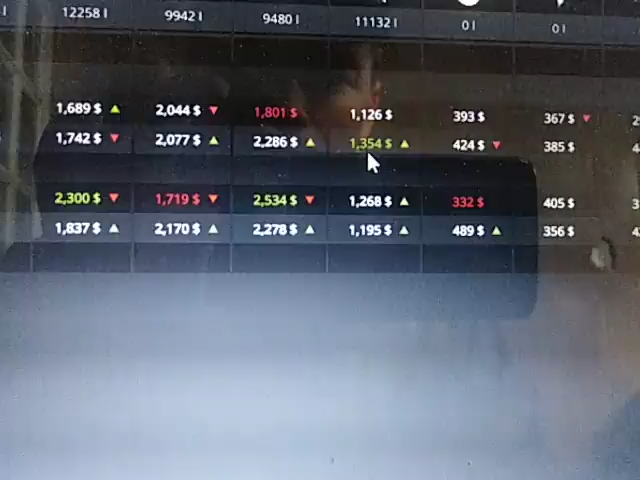 12258 l 9942 l 9480 l 11132 l 0 l 0 l
1,689 $ 2,044 $ 1,801 $ 1,126 $ 393 $ 367 $
1,742 $ 2,077 $ 2,286 $ 1,354 $ 424 $ 385 $
2,300 $ 1,719 $ 2,534 $ 1,268 $ 332 $ 405 $
1,837 $ 2,170 $ 2,278 $ 1,195 $ 489 $ 356 $